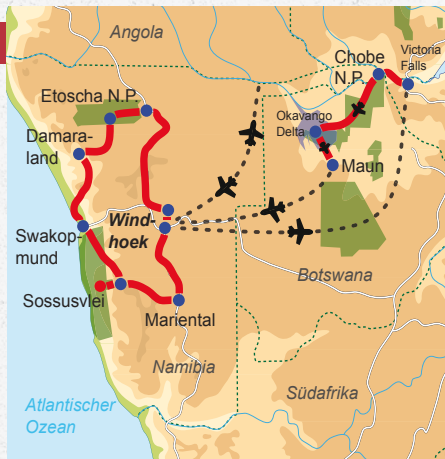 Angola
Chobe
N.P.
Victoria
Falls
Etoscha N.P.
Okavango
Delta
Damara-
land
Maun
Wind-
hoek
Swakop-
mund
Botswana
Sossusvlei
Mariental
Namibia
Südafrika
Atlantischer
Ozean